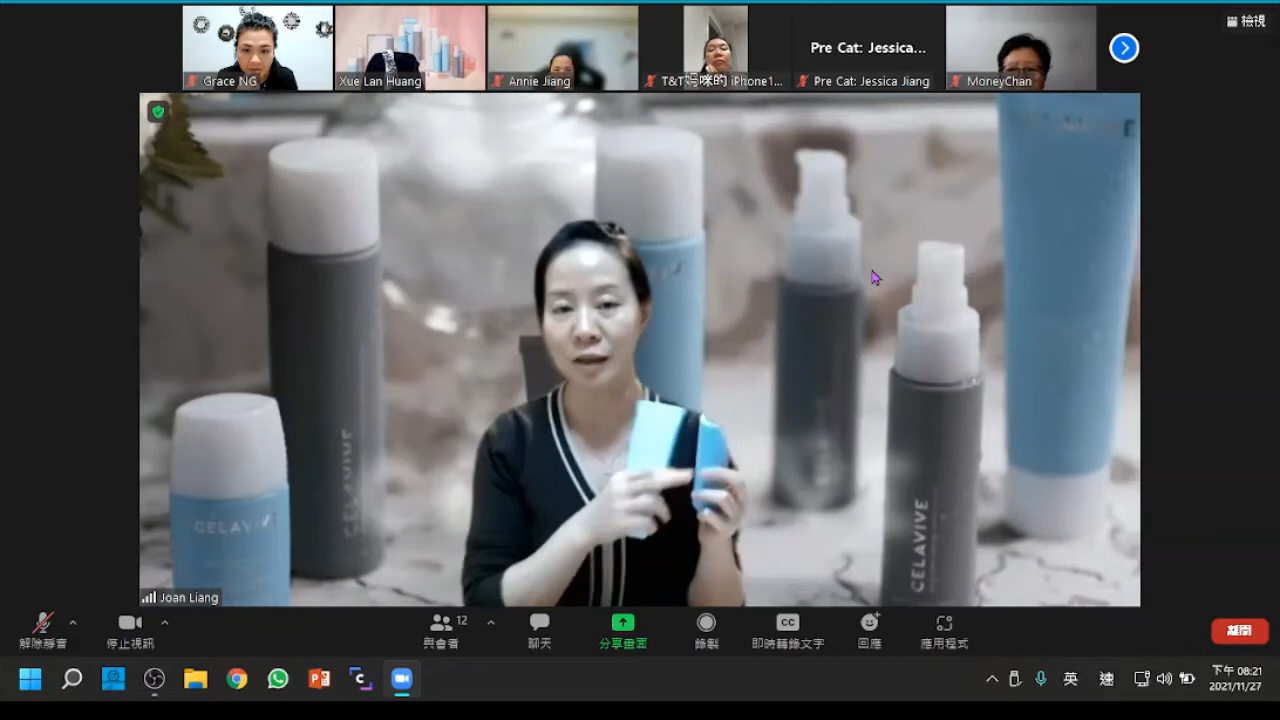 檢視
Grace NG
Xue Lan Huang
Annie Jiang
T&T媽咪的 iPhone1...
Pre Cat: Jessica...
Pre Cat: Jessica Jiang
MoneyChan
CELAVIVE
CELAVIVE
CELAVIVE
Joan Liang
解除靜音
停止視訊
12
與會者
聊天
分享畫面
錄製
CC
即時轉錄文字
回應
應用程式
離開
英
速
下午 08:21
2021/11/27